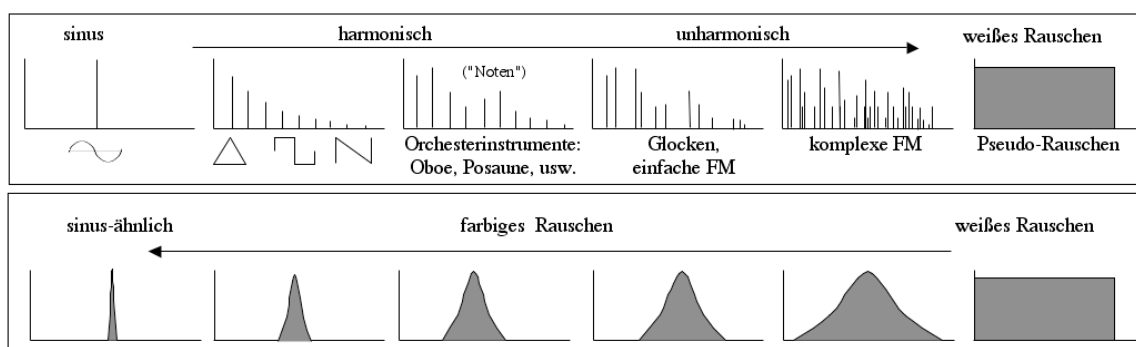 sinus
harmonisch
unharmonisch
weißes Rauschen
("Noten")
Orchesterinstrumente:
Oboe, Posaune, usw.
Glocken,
einfache FM
komplexe FM
Pseudo-Rauschen
sinus-ähnlich
farbiges Rauschen
weißes Rauschen